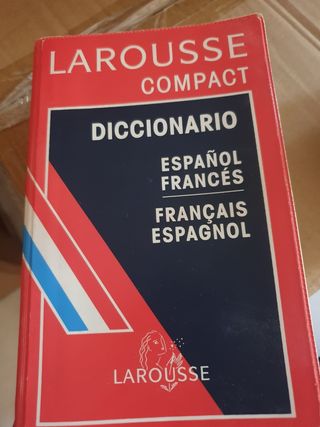 LAROUSSE
COMPACT
DICCIONARIO
ESPAÑOL
FRANCÉS
FRANÇAIS
ESPAGNOL
LAROUSSE